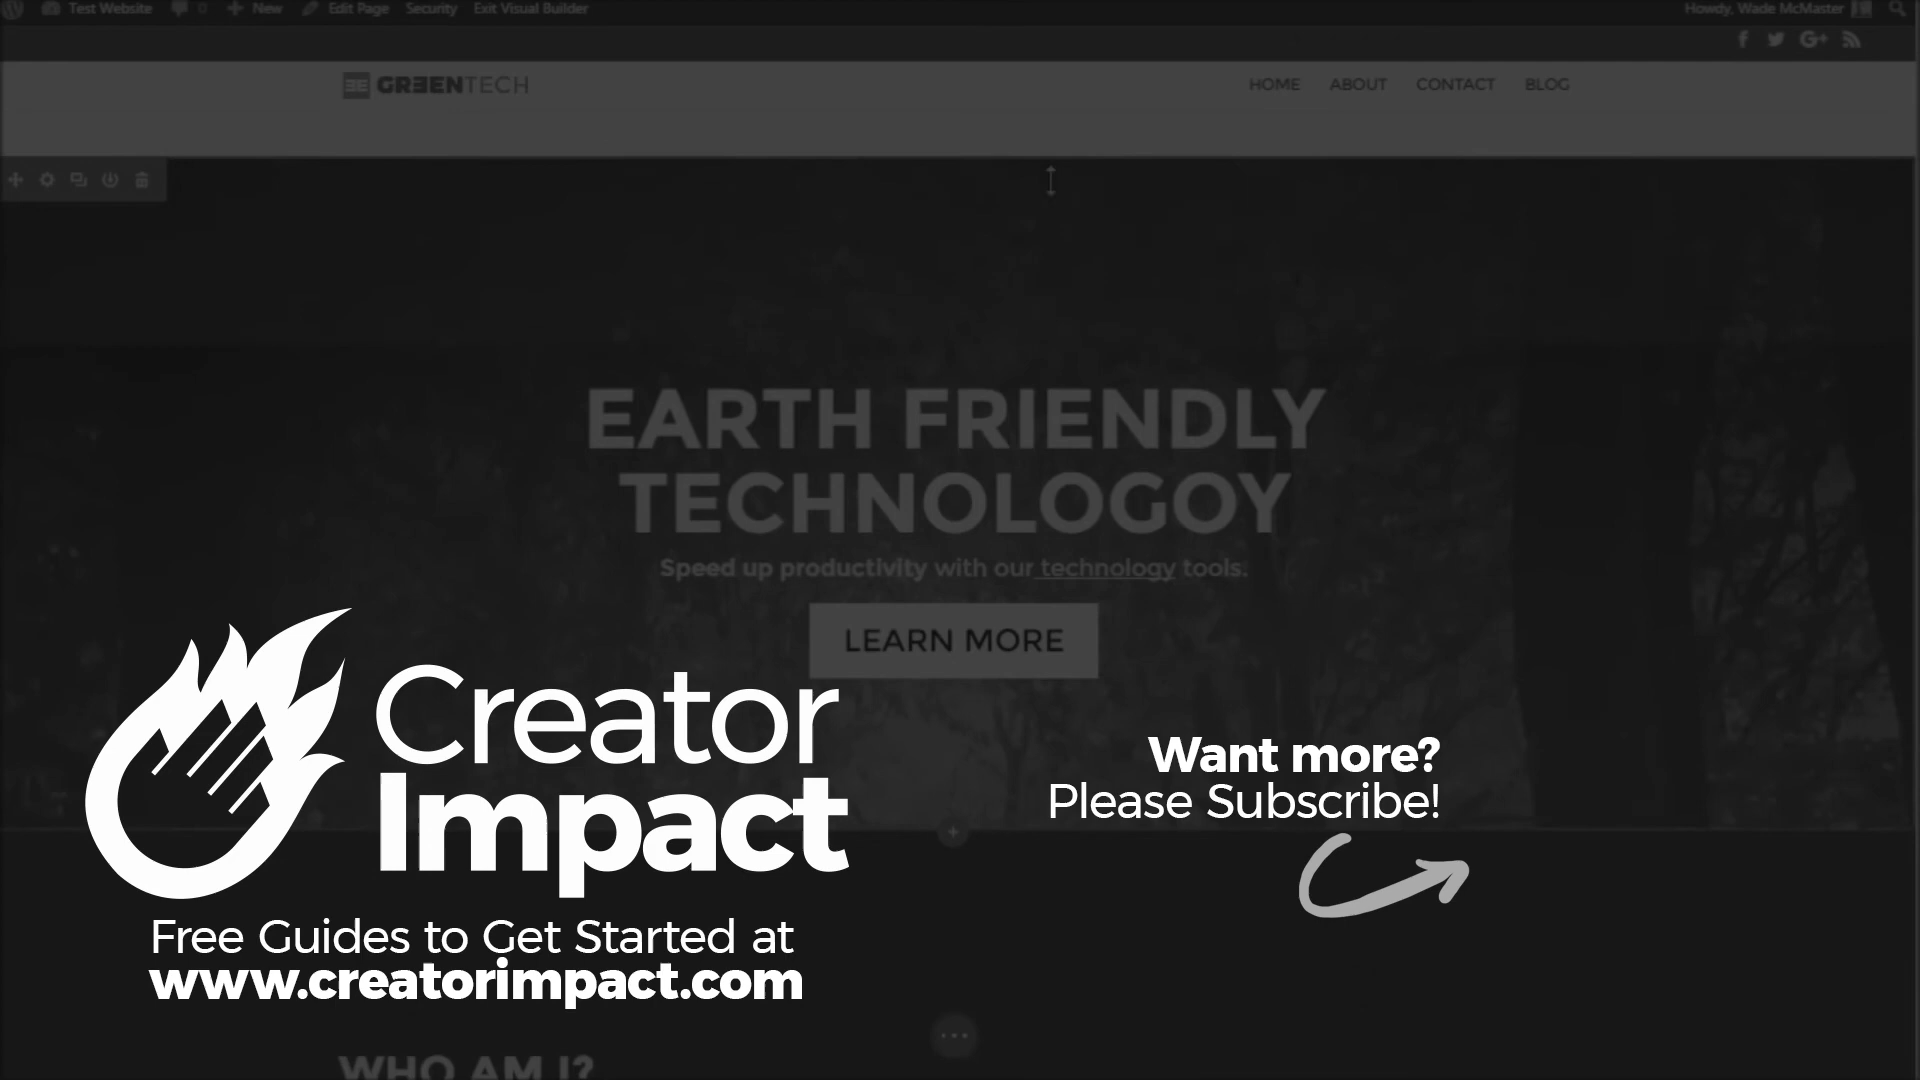 Test Website 0 New Edit Page Security Exit Visual Builder Howdy, Wade McMaster
GREENTECH HOME ABOUT CONTACT BLOG
EARTH FRIENDLY
TECHNOLOGOY
Speed up productivity with our technology tools.
LEARN MORE
Creator
Impact
Want more?
Please Subscribe!
Free Guides to Get Started at
www.creatorimpact.com
WHO AM I?